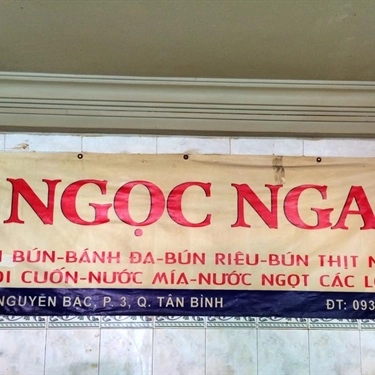 NGỌC NGA
BÚN-BÁNH ĐA-BÚN RIÊU-BÚN THỊT
CUỐN-NƯỚC MÍA-NƯỚC NGỌT CÁC
NGUYỄN BẠC, P. 3, Q. TÂN BÌNH ĐT: 093